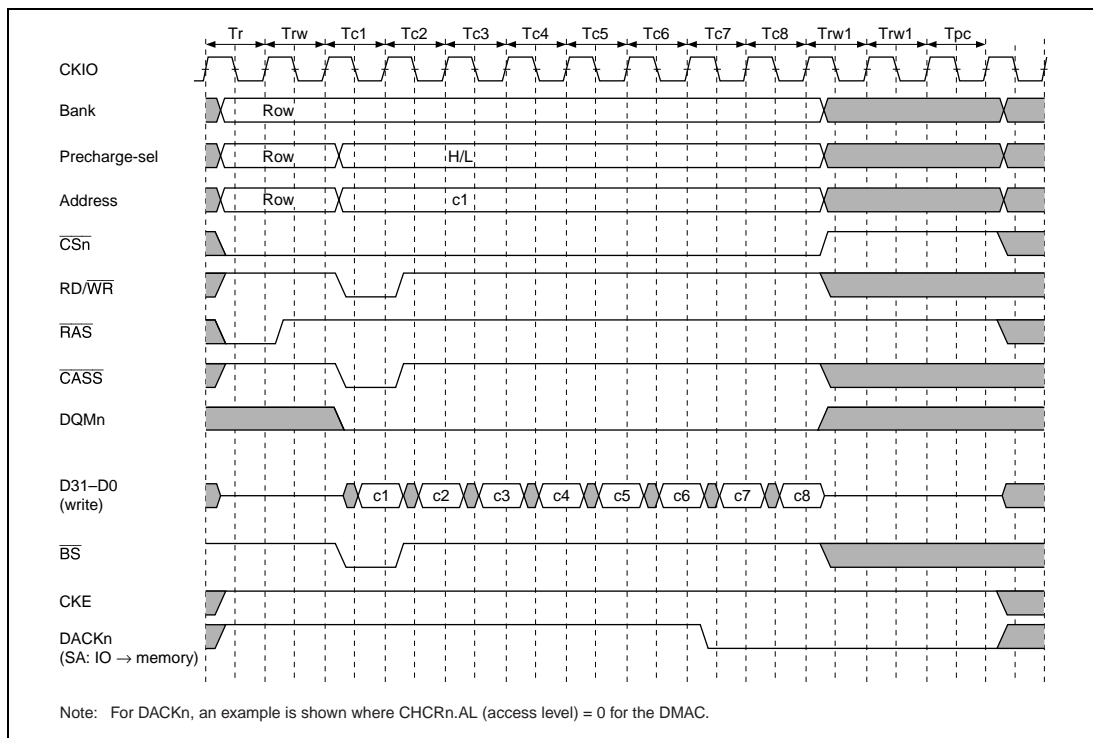 Tr Trw Tc1 Tc2 Tc3 Tc4 Tc5 Tc6 Tc7 Tc8 Trw1 Trw1 Tpc
CKIO
Bank Row
Precharge-sel Row H/L
Address Row c1
CSn
RD/WR
RAS
CASS
DQMn
D31–D0 c1 c2 c3 c4 c5 c6 c7 c8
(write)
BS
CKE
DACKn
(SA: IO → memory)
Note: For DACKn, an example is shown where CHCRn.AL (access level) = 0 for the DMAC.